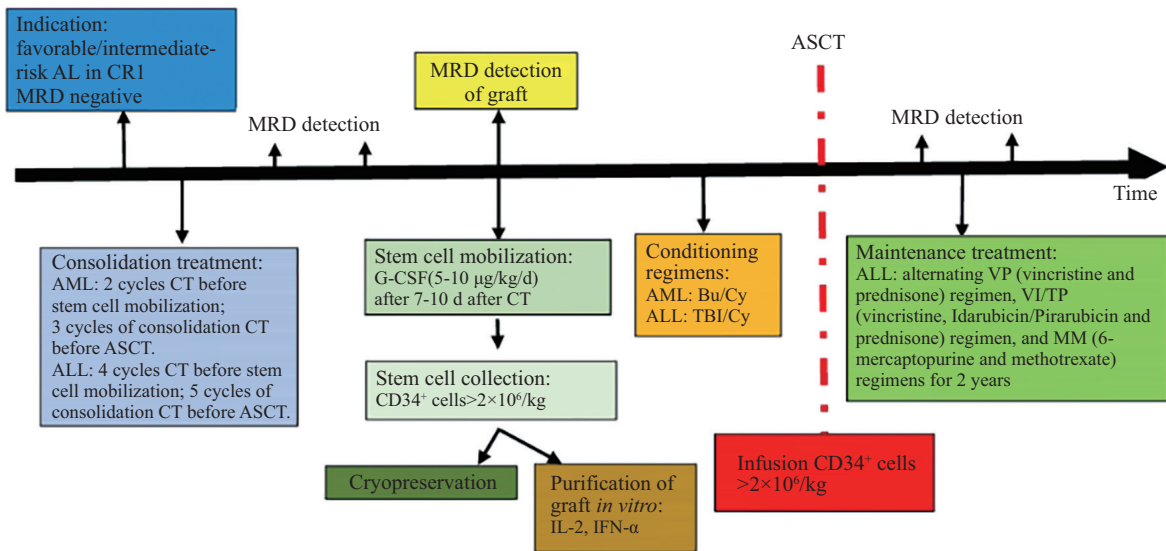 Indication:
favorable/intermediate-
risk AL in CR1
MRD negative
MRD detection
MRD detection
of graft
ASCT
MRD detection
Time
Consolidation treatment:
AML: 2 cycles CT before
stem cell mobilization;
3 cycles of consolidation CT
before ASCT.
ALL: 4 cycles CT before stem
cell mobilization; 5 cycles of
consolidation CT before ASCT.
Stem cell mobilization:
G-CSF(5-10 μg/kg/d)
after 7-10 d after CT
Stem cell collection:
CD34⁺ cells>2×10⁶/kg
Cryopreservation
Purification of
graft in vitro:
IL-2, IFN-α
Conditioning
regimens:
AML: Bu/Cy
ALL: TBI/Cy
Infusion CD34⁺ cells
>2×10⁶/kg
Maintenance treatment:
ALL: alternating VP (vincristine and
prednisone) regimen, VI/TP
(vincristine, Idarubicin/Pirarubicin and
prednisone) regimen, and MM (6-
mercaptopurine and methotrexate)
regimens for 2 years